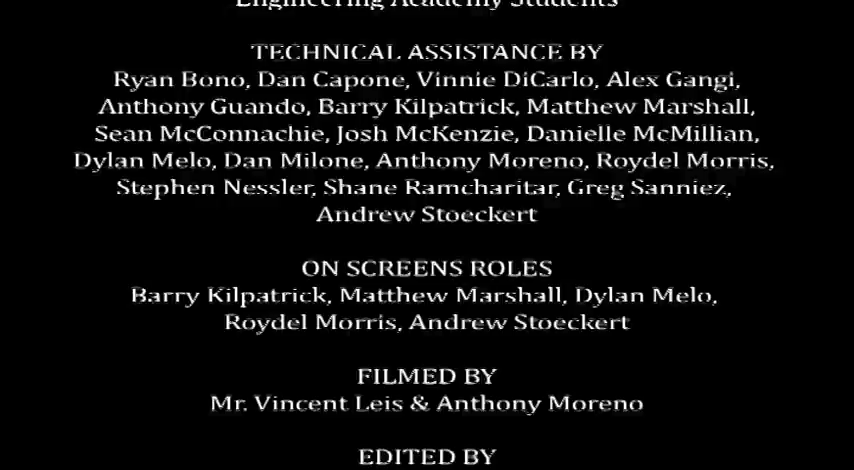 Engineering Academy Students
TECHNICAL ASSISTANCE BY
Ryan Bono, Dan Capone, Vinnie DiCarlo, Alex Gangi,
Anthony Guando, Barry Kilpatrick, Matthew Marshall,
Sean McConnachie, Josh McKenzie, Danielle McMillian,
Dylan Melo, Dan Milone, Anthony Moreno, Roydel Morris,
Stephen Nessler, Shane Ramcharitar, Greg Sanniez,
Andrew Stoeckert
ON SCREENS ROLES
Barry Kilpatrick, Matthew Marshall, Dylan Melo,
Roydel Morris, Andrew Stoeckert
FILMED BY
Mr. Vincent Leis & Anthony Moreno
EDITED BY